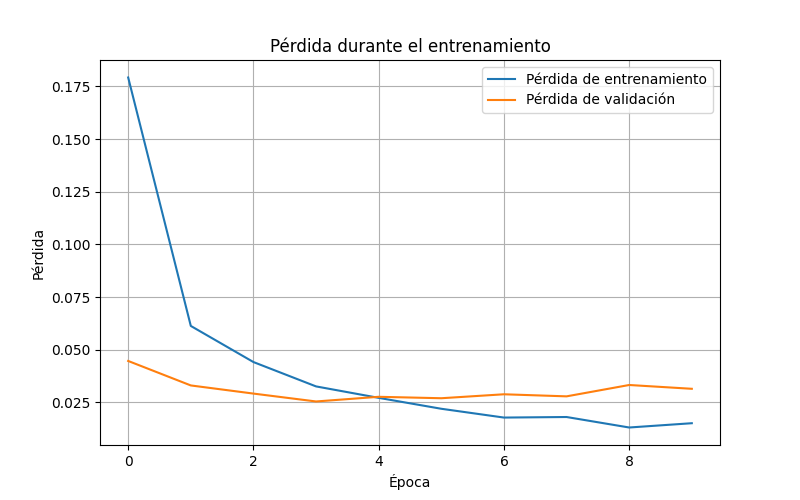 Pérdida durante el entrenamiento
Pérdida de entrenamiento
Pérdida de validación
0.175
0.150
0.125
0.100
0.075
0.050
0.025
Pérdida
0 2 4 6 8
Época